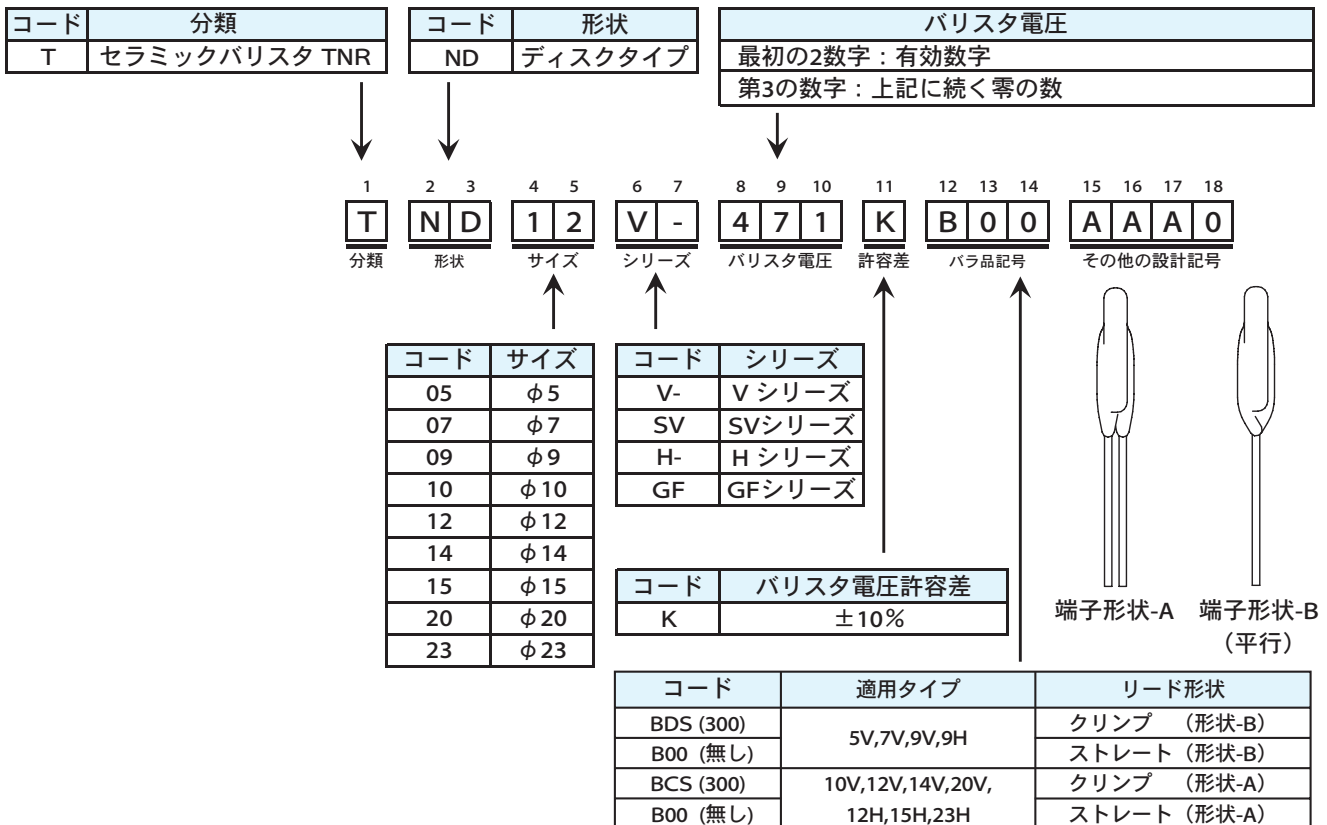 コード 分類
T セラミックバリスタ TNR
コード 形状
ND ディスクタイプ
バリスタ電圧
最初の2数字：有効数字
第3の数字：上記に続く零の数
1 2 3 4 5 6 7 8 9 10 11 12 13 14 15 16 17 18
T N D 1 2 V - 4 7 1 K B 0 0 A A A 0
分類 形状 サイズ シリーズ バリスタ電圧 許容差 バラ品記号 その他の設計記号
コード サイズ
05 φ5
07 φ7
09 φ9
10 φ10
12 φ12
14 φ14
15 φ15
20 φ20
23 φ23
コード シリーズ
V- V シリーズ
SV SVシリーズ
H- H シリーズ
GF GFシリーズ
コード バリスタ電圧許容差
K ±10%
端子形状-A 端子形状-B
（平行）
コード 適用タイプ リード形状
BDS (300) 5V,7V,9V,9H クリンプ （形状-B）
B00 (無し) ストレート（形状-B）
BCS (300) 10V,12V,14V,20V, クリンプ （形状-A）
B00 (無し) 12H,15H,23H ストレート（形状-A）